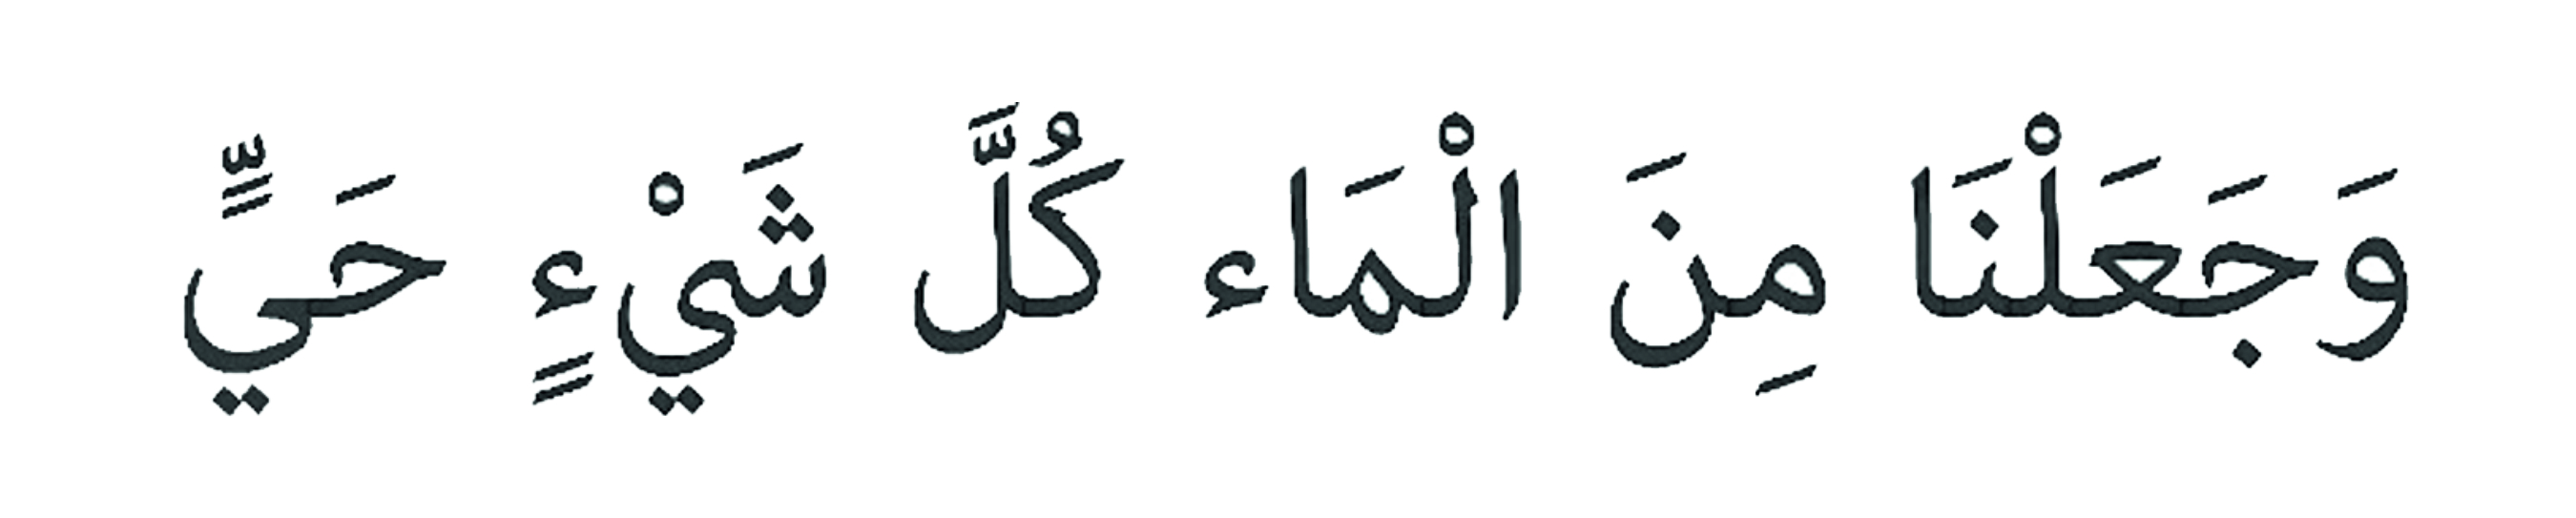 وَجَعَلْنَا مِنَ الْمَاء كُلَّ شَيْءٍ حَيٍّ